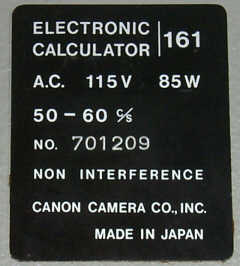 ELECTRONIC
CALCULATOR | 161
A.C. 115V 85W
50 - 60 c/s
NO. 701209
NON INTERFERENCE
CANON CAMERA CO., INC.
MADE IN JAPAN